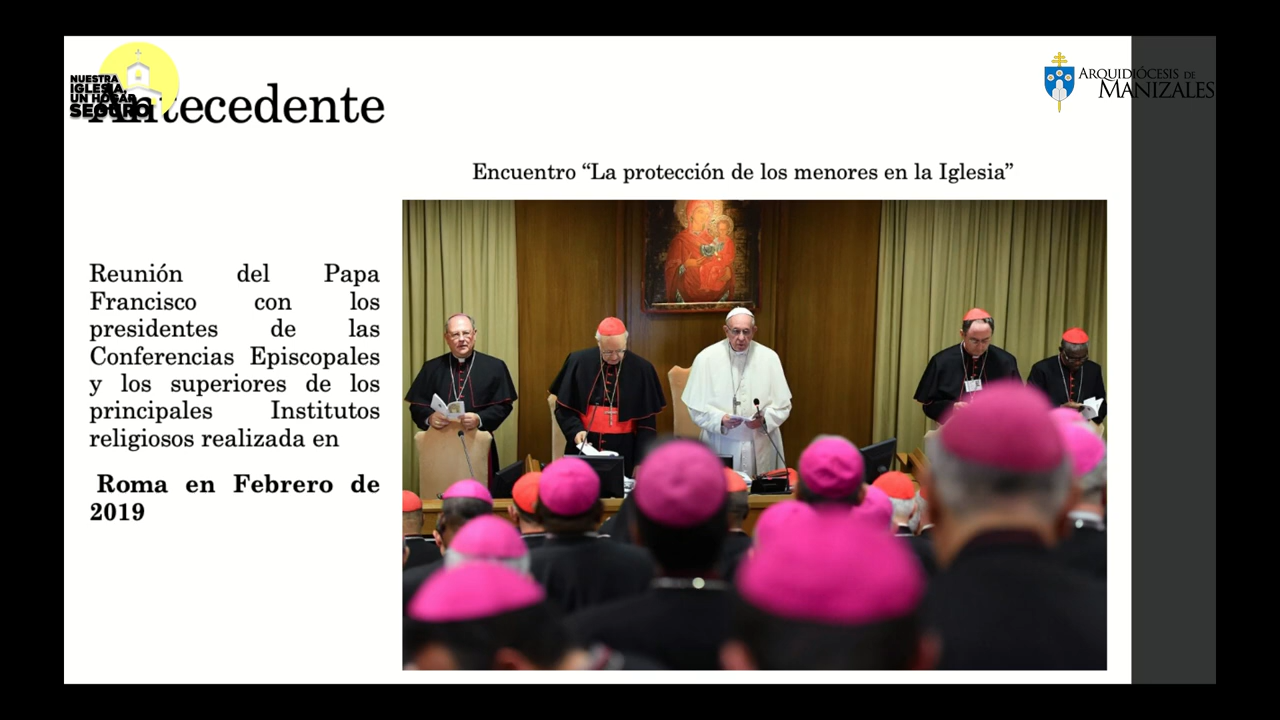 NUESTRA
IGLESIA,
UN HOGAR
SEGURO
Antecedente
ARQUIDIÓCESIS DE
MANIZALES
Encuentro “La protección de los menores en la Iglesia”
Reunión del Papa
Francisco con los
presidentes de las
Conferencias Episcopales
y los superiores de los
principales Institutos
religiosos realizada en
Roma en Febrero de
2019